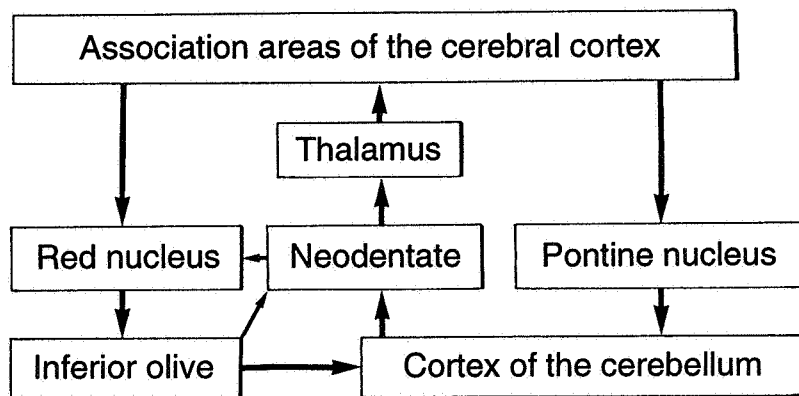 Association areas of the cerebral cortex
Thalamus
Red nucleus
Neodentate
Pontine nucleus
Inferior olive
Cortex of the cerebellum